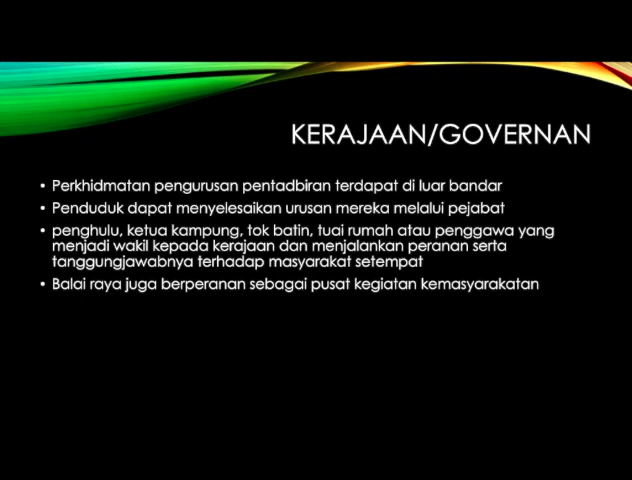 KERAJAAN/GOVERNAN
• Perkhidmatan pengurusan pentadbiran terdapat di luar bandar
• Penduduk dapat menyelesaikan urusan mereka melalui pejabat
• penghulu, ketua kampung, tok batin, tuai rumah atau penggawa yang
menjadi wakil kepada kerajaan dan menjalankan peranan serta
tanggungjawabnya terhadap masyarakat setempat
• Balai raya juga berperanan sebagai pusat kegiatan kemasyarakatan